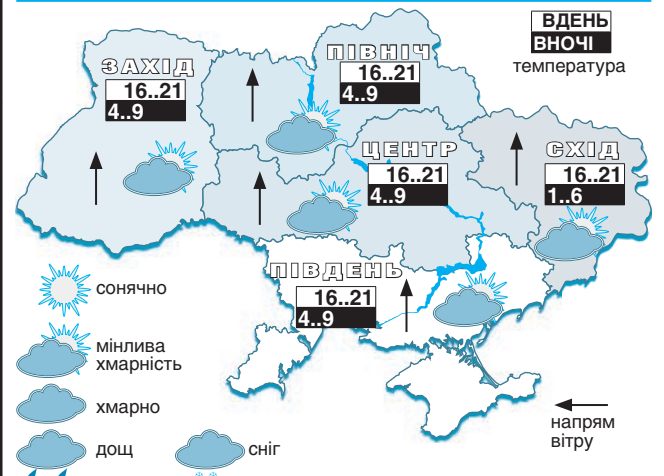 ВДЕНЬ
ВНОЧІ
температура
ЗАХІД
16..21
4..9
ПІВНІЧ
16..21
4..9
ЦЕНТР
16..21
4..9
СХІД
16..21
1..6
ПІВДЕНЬ
16..21
4..9
сонячно
мінлива
хмарність
хмарно
дощ
сніг
напрям
вітру